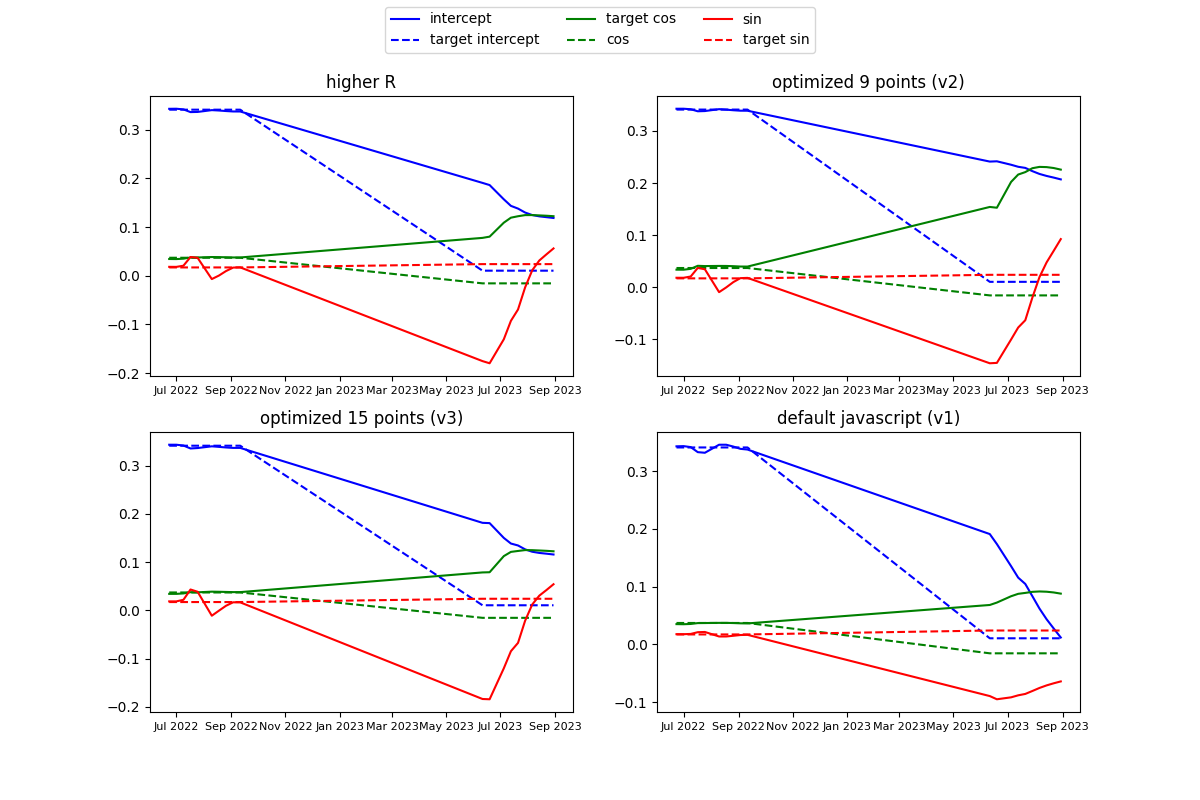 intercept target cos sin
target intercept cos target sin
higher R
optimized 9 points (v2)
0.3
0.2
0.1
0.0
−0.1
−0.2
Jul 2022 Sep 2022 Nov 2022 Jan 2023 Mar 2023 May 2023 Jul 2023 Sep 2023
0.3
0.2
0.1
0.0
−0.1
Jul 2022 Sep 2022 Nov 2022 Jan 2023 Mar 2023 May 2023 Jul 2023 Sep 2023
optimized 15 points (v3)
default javascript (v1)
0.3
0.2
0.1
0.0
−0.1
−0.2
Jul 2022 Sep 2022 Nov 2022 Jan 2023 Mar 2023 May 2023 Jul 2023 Sep 2023
0.3
0.2
0.1
0.0
−0.1
Jul 2022 Sep 2022 Nov 2022 Jan 2023 Mar 2023 May 2023 Jul 2023 Sep 2023